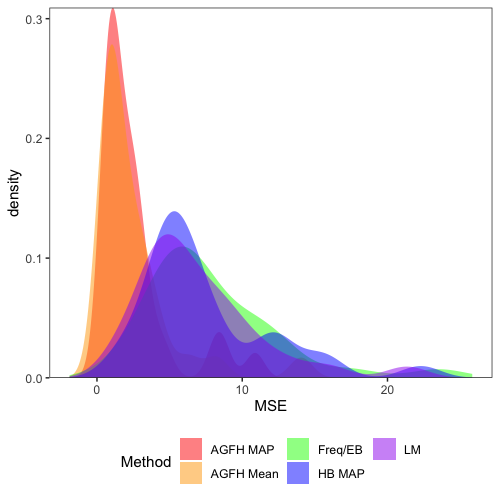 0.3
0.2
0.1
0.0
density
0 10 20
MSE
Method
AGFH MAP
Freq/EB
LM
AGFH Mean
HB MAP